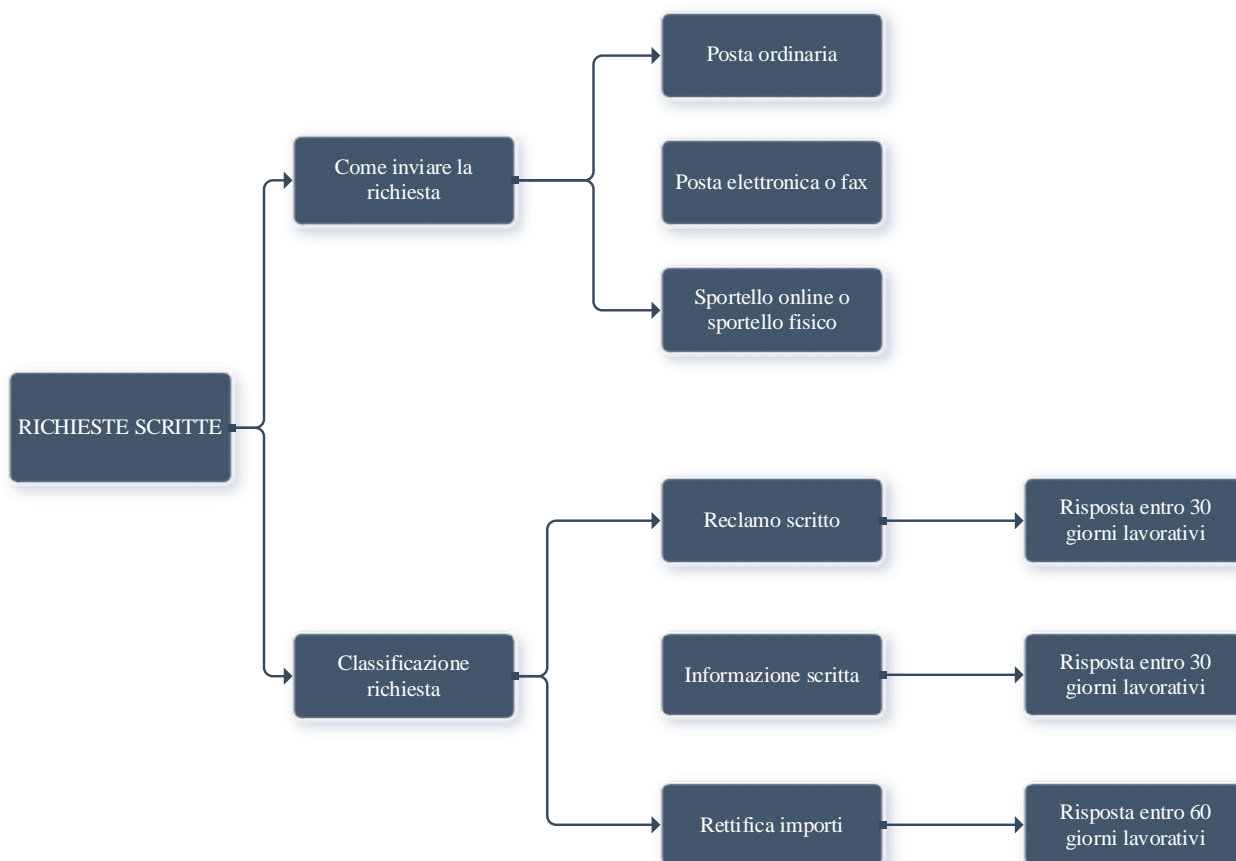 Posta ordinaria
Come inviare la
richiesta
Posta elettronica o fax
Sportello online o
sportello fisico
RICHIESTE SCRITTE
Reclamo scritto
Risposta entro 30
giorni lavorativi
Classificazione
richiesta
Informazione scritta
Risposta entro 30
giorni lavorativi
Rettifica importi
Risposta entro 60
giorni lavorativi